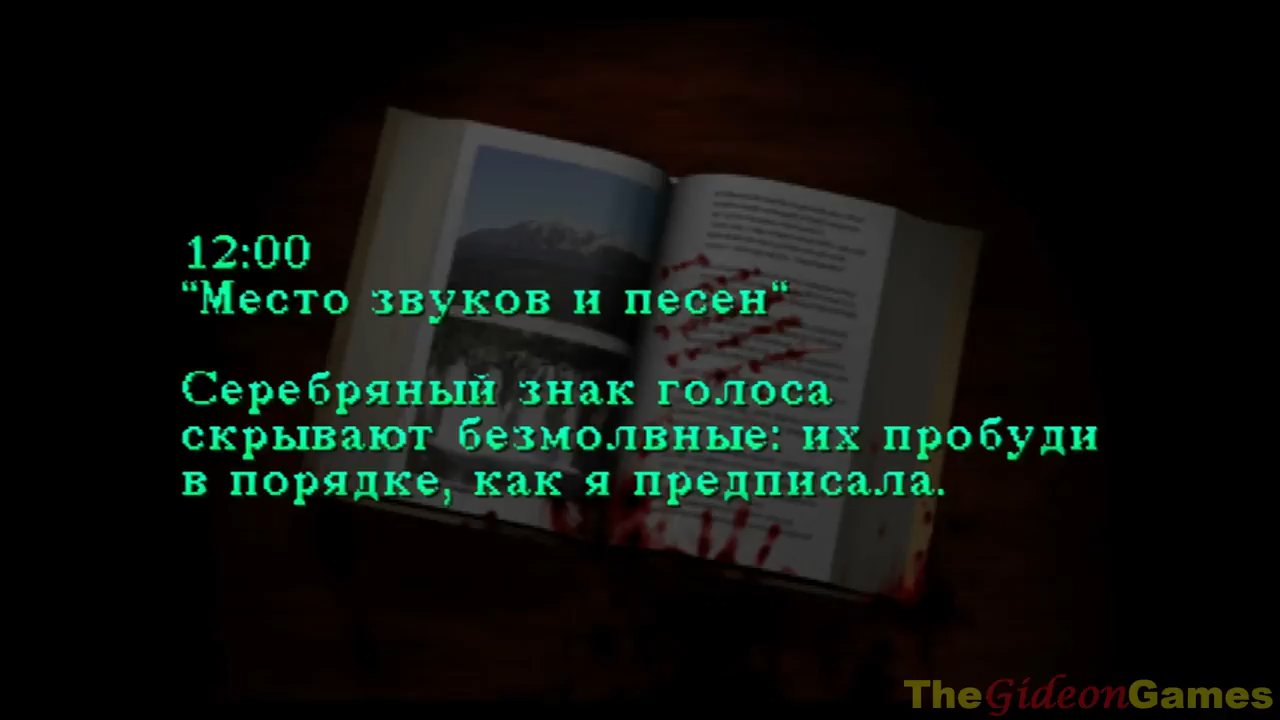 12:00
"Место звуков и песен"
Серебряный знак голоса
скрывают безмолвные: их пробуди
в порядке, как я предписала.
TheGideonGames